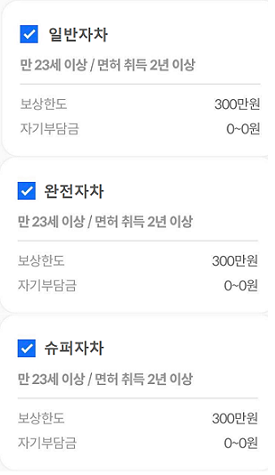 일반자차
만 23세 이상 / 면허 취득 2년 이상
보상한도 300만원
자기부담금 0~0원
완전자차
만 23세 이상 / 면허 취득 2년 이상
보상한도 300만원
자기부담금 0~0원
슈퍼자차
만 23세 이상 / 면허 취득 2년 이상
보상한도 300만원
자기부담금 0~0원